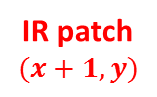 IR patch
(x + 1, y)